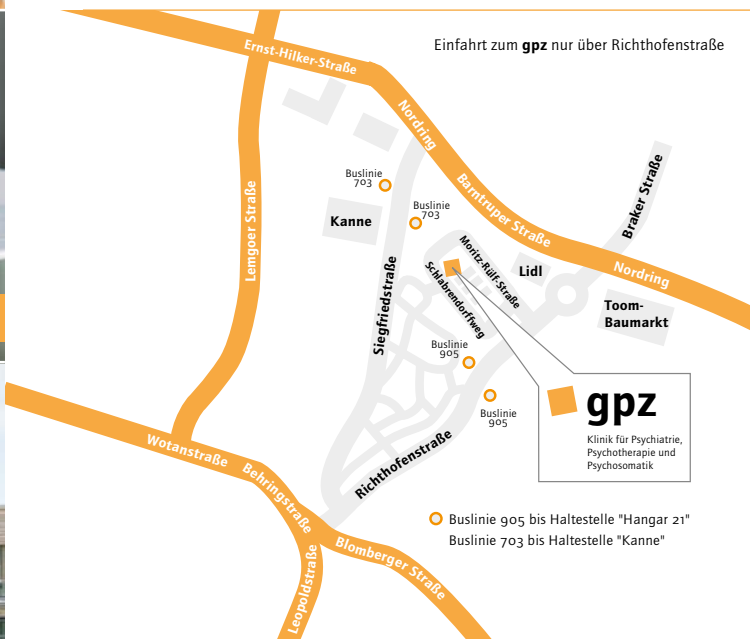 Einfahrt zum gpz nur über Richthofenstraße
Ernst-Hilker-Straße
Nordring
Barntruper Straße
Nordring
Braker Straße
Lemgoer Straße
Buslinie
703
Buslinie
703
Kanne
Siegfriedstraße
Moritz-Rülf-Straße
Schlabrendorffweg
Lidl
Toom-
Baumarkt
Buslinie
905
Buslinie
905
Richthofenstraße
gpz
Klinik für Psychiatrie,
Psychotherapie und
Psychosomatik
Wotanstraße
Behringstraße
Leopoldstraße
Blomberger Straße
Buslinie 905 bis Haltestelle "Hangar 21"
Buslinie 703 bis Haltestelle "Kanne"